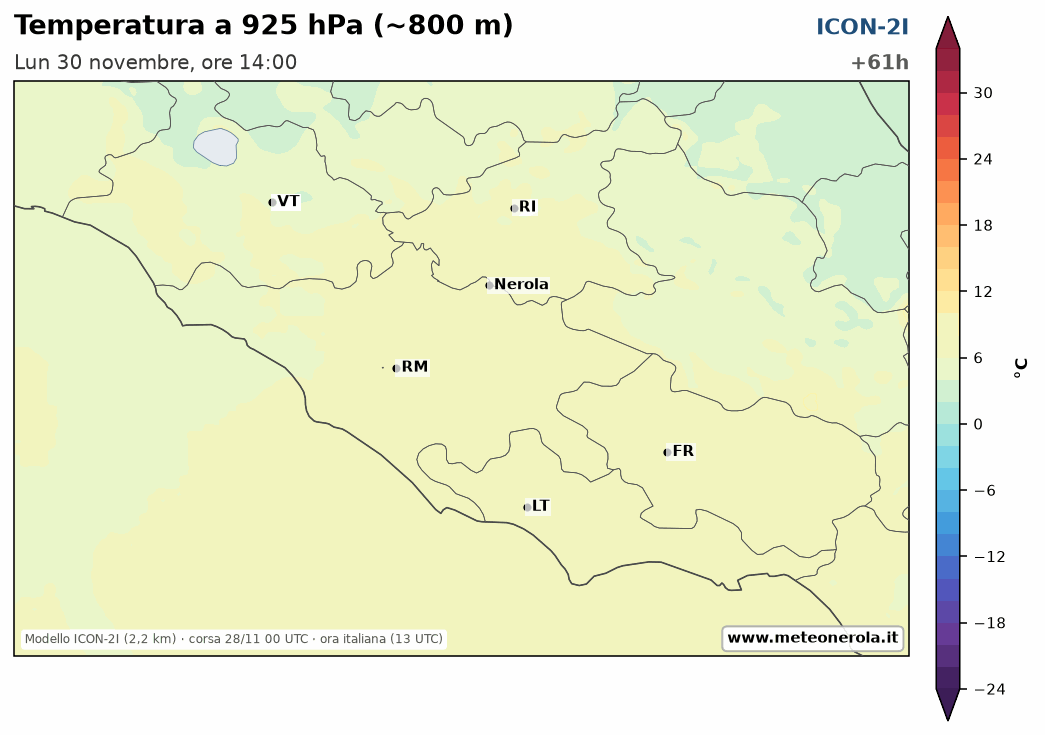 Temperatura a 925 hPa (~800 m)
ICON-2I
Lun 30 novembre, ore 14:00
+61h
VT
RI
Nerola
RM
FR
LT
Modello ICON-2I (2,2 km) · corsa 28/11 00 UTC · ora italiana (13 UTC)
www.meteonerola.it
30
24
18
12
6
0
−6
−12
−18
−24
°C